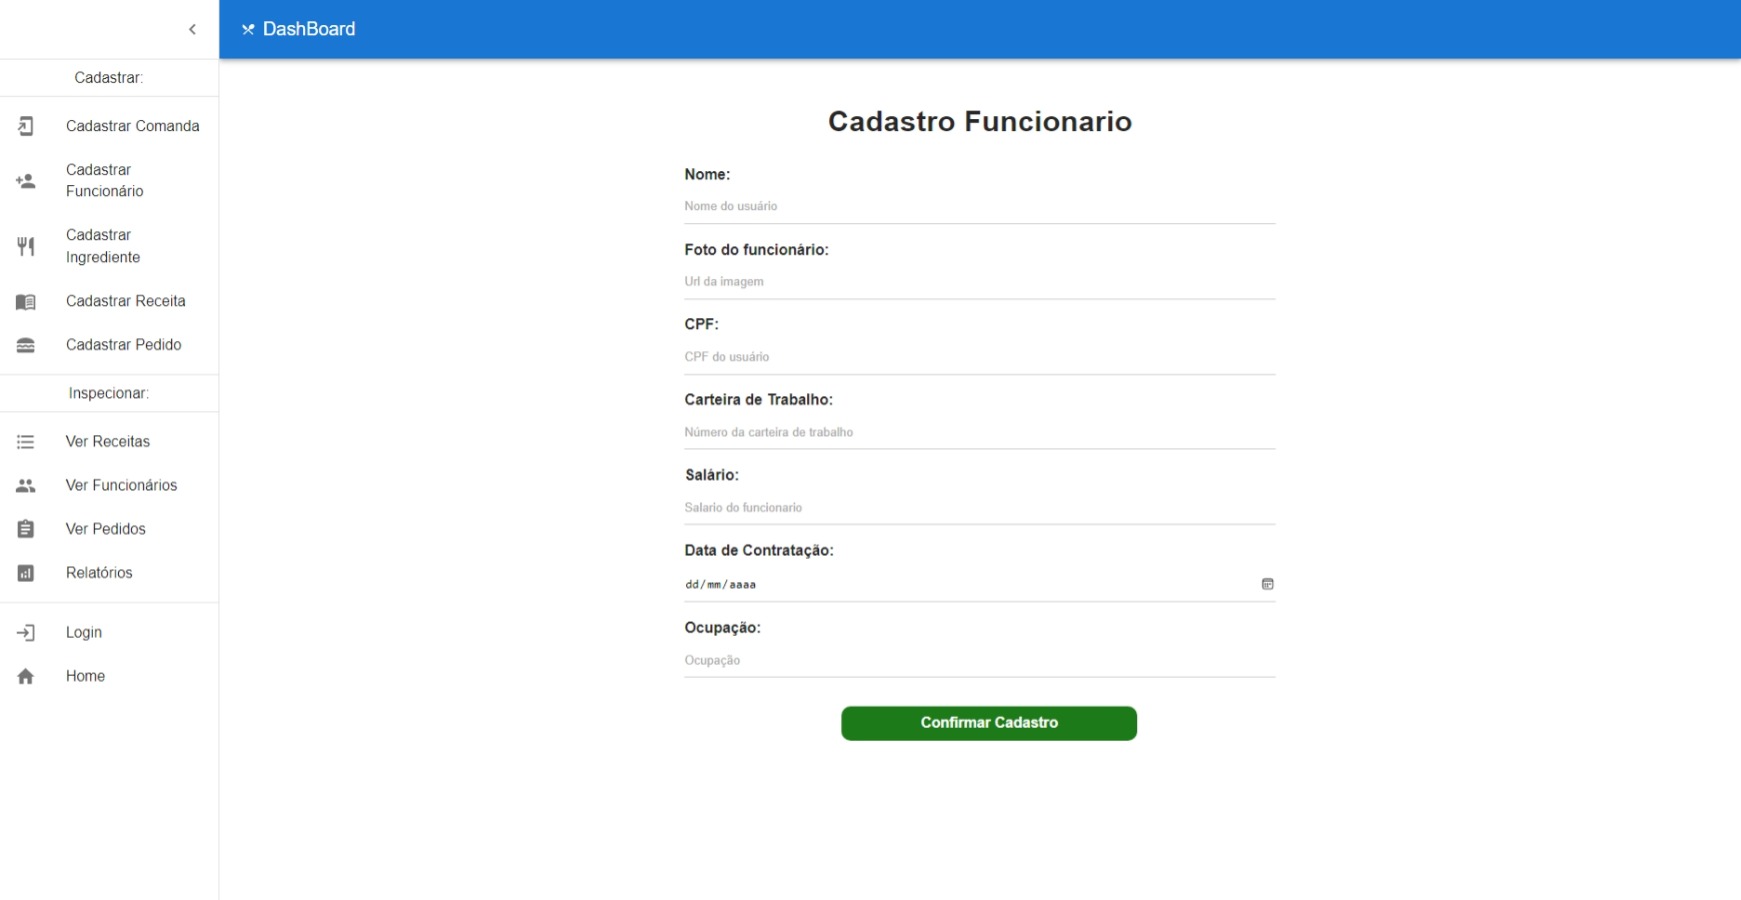 DashBoard
Cadastrar:
Cadastrar Comanda
Cadastrar
Funcionário
Cadastrar
Ingrediente
Cadastrar Receita
Cadastrar Pedido
Inspecionar:
Ver Receitas
Ver Funcionários
Ver Pedidos
Relatórios
Login
Home
Cadastro Funcionario
Nome:
Nome do usuário
Foto do funcionário:
Url da imagem
CPF:
CPF do usuário
Carteira de Trabalho:
Número da carteira de trabalho
Salário:
Salario do funcionario
Data de Contratação:
dd/mm/aaaa
Ocupação:
Ocupação
Confirmar Cadastro